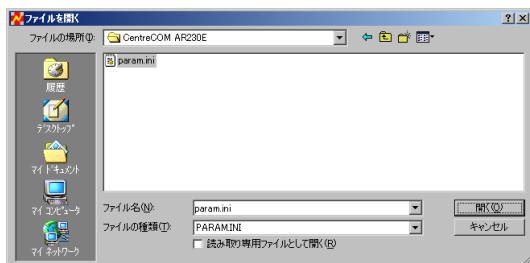 ファイルを開く
ファイルの場所(I):
CentreCOM AR230E
param.ini
履歴
デスクトップ
マイ ドキュメント
マイ コンピュータ
マイ ネットワーク
ファイル名(N):
param.ini
開く(O)
ファイルの種類(T):
PARAM.INI
キャンセル
読み取り専用ファイルとして開く(R)